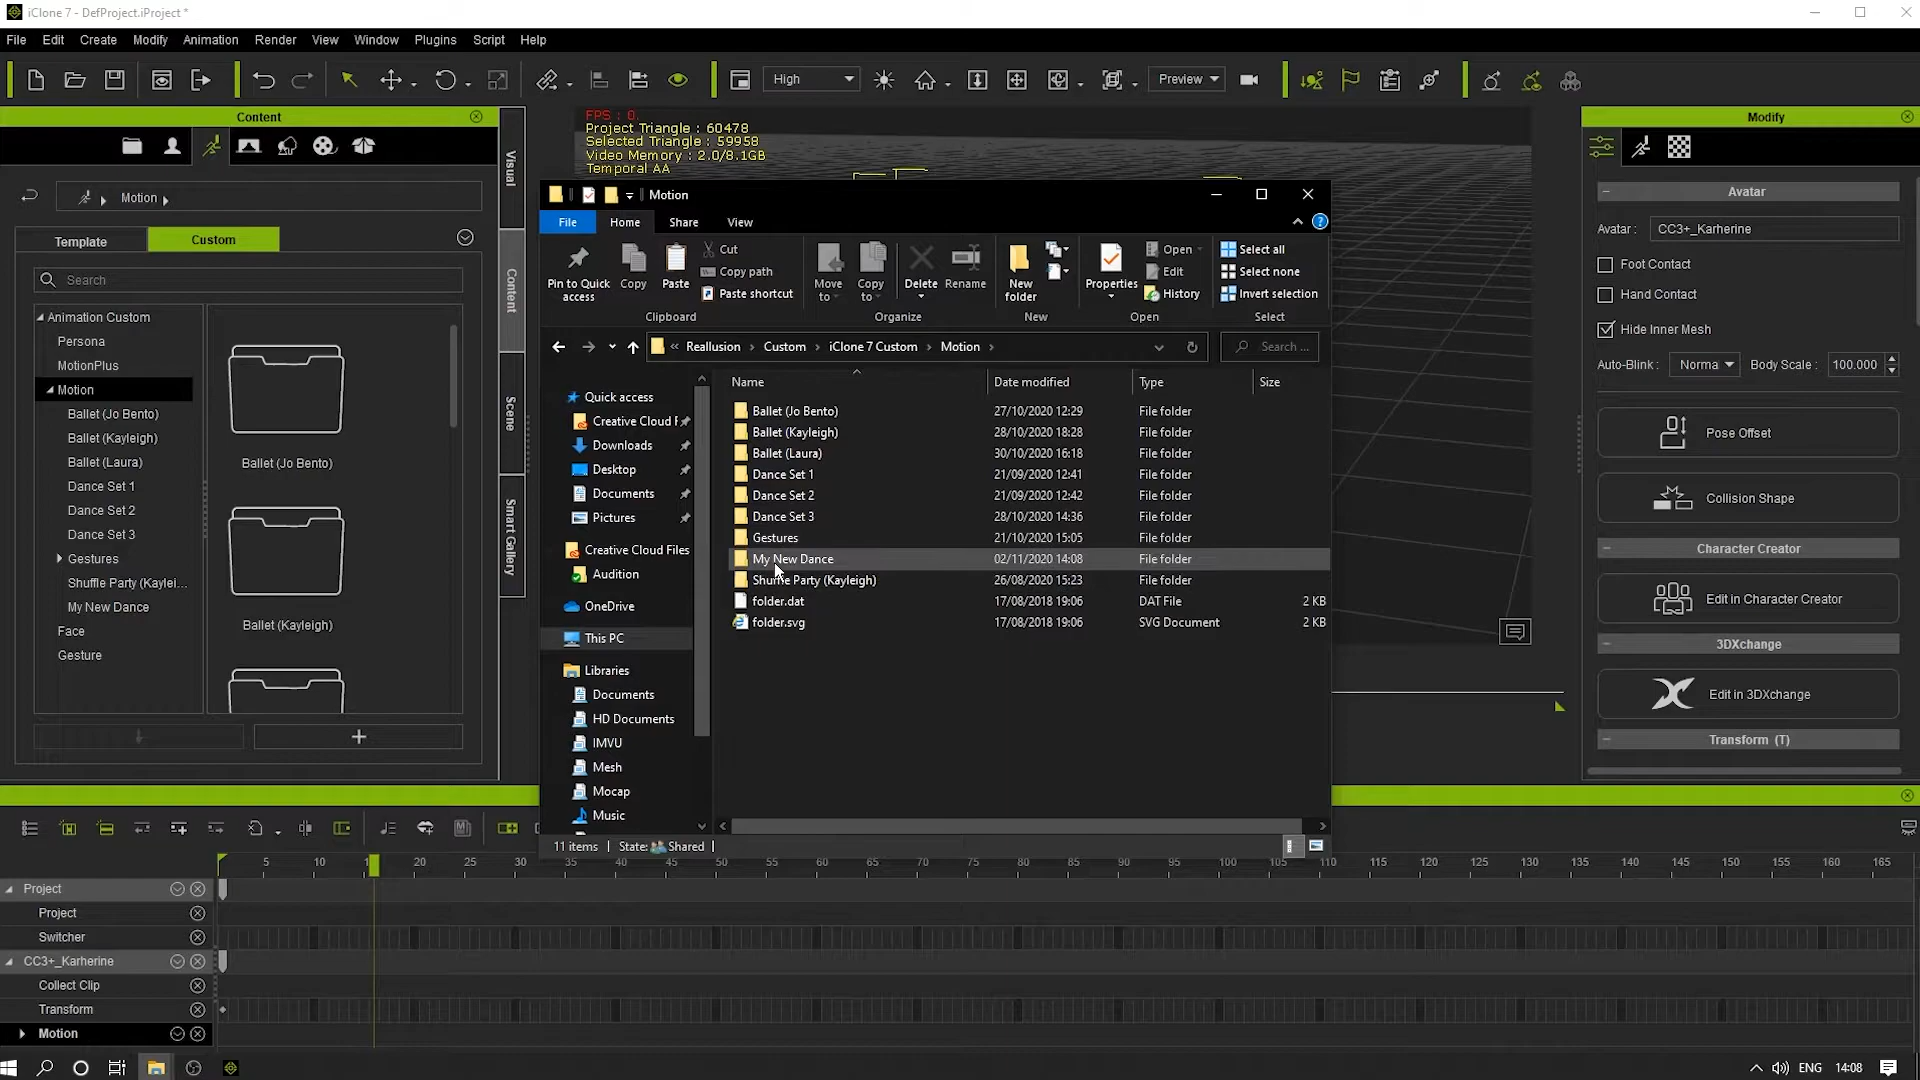 iClone 7 - DefProject.iProject *
File Edit Create Modify Animation Render View Window Plugins Script Help
High
Preview
Content
Motion
Template
Custom
Search
Animation Custom
Persona
MotionPlus
Motion
Ballet (Jo Bento)
Ballet (Kayleigh)
Ballet (Laura)
Dance Set 1
Dance Set 2
Dance Set 3
Gestures
Shuffle Party (Kaylei...
My New Dance
Face
Gesture
Ballet (Jo Bento)
Ballet (Kayleigh)
Visual
Content
Scene
Smart Gallery
FPS : 0.
Project Triangle : 60478
Selected Triangle : 59958
Video Memory : 2.0/8.1GB
Temporal AA
Motion
File Home Share View
Pin to Quick access
Copy
Paste
Cut
Copy path
Paste shortcut
Clipboard
Move to
Copy to
Delete
Rename
Organize
New folder
New
Properties
Open
Edit
History
Open
Select all
Select none
Invert selection
Select
« Reallusion > Custom > iClone 7 Custom > Motion >
Search ...
Quick access
Creative Cloud F
Downloads
Desktop
Documents
Pictures
Creative Cloud Files
Audition
OneDrive
This PC
Libraries
Documents
HD Documents
IMVU
Mesh
Mocap
Music
Name Date modified Type Size
Ballet (Jo Bento) 27/10/2020 12:29 File folder
Ballet (Kayleigh) 28/10/2020 18:28 File folder
Ballet (Laura) 30/10/2020 16:18 File folder
Dance Set 1 21/09/2020 12:41 File folder
Dance Set 2 21/09/2020 12:42 File folder
Dance Set 3 28/10/2020 14:36 File folder
Gestures 21/10/2020 15:05 File folder
My New Dance 02/11/2020 14:08 File folder
Shuffle Party (Kayleigh) 26/08/2020 15:23 File folder
folder.dat 17/08/2018 19:06 DAT File 2 KB
folder.svg 17/08/2018 19:06 SVG Document 2 KB
11 items State: Shared
Modify
Avatar
Avatar : CC3+_Karherine
Foot Contact
Hand Contact
Hide Inner Mesh
Auto-Blink : Norma Body Scale : 100.000
Pose Offset
Collision Shape
Character Creator
Edit in Character Creator
3DXchange
Edit in 3DXchange
Transform (T)
5 10 20 25 30 35 40 45 50 55 60 65 70 75 80 85 90 95 100 105 110 115 120 125 130 135 140 145 150 155 160 165
Project
Project
Switcher
CC3+_Karherine
Collect Clip
Transform
Motion
ENG 14:08